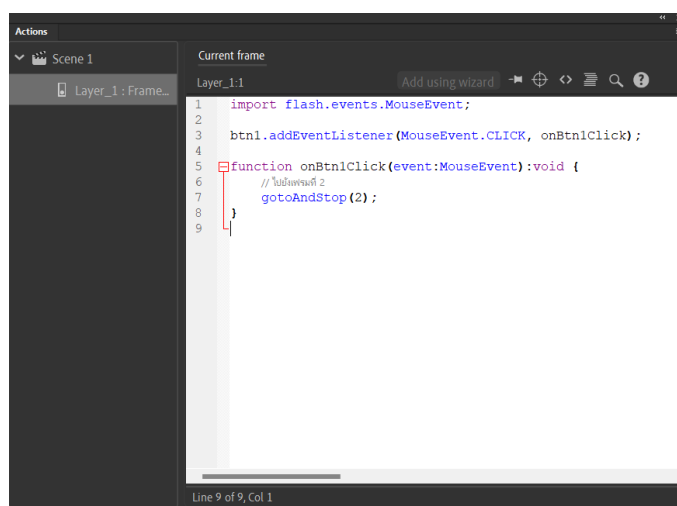 Actions
Scene 1
Layer_1 : Frame...
Current frame
Layer_1:1
Add using wizard
1 import flash.events.MouseEvent;
2
3 btn1.addEventListener(MouseEvent.CLICK, onBtn1Click);
4
5 function onBtn1Click(event:MouseEvent):void {
6 // ไปยังเฟรมที่ 2
7 gotoAndStop(2);
8 }
9
Line 9 of 9, Col 1